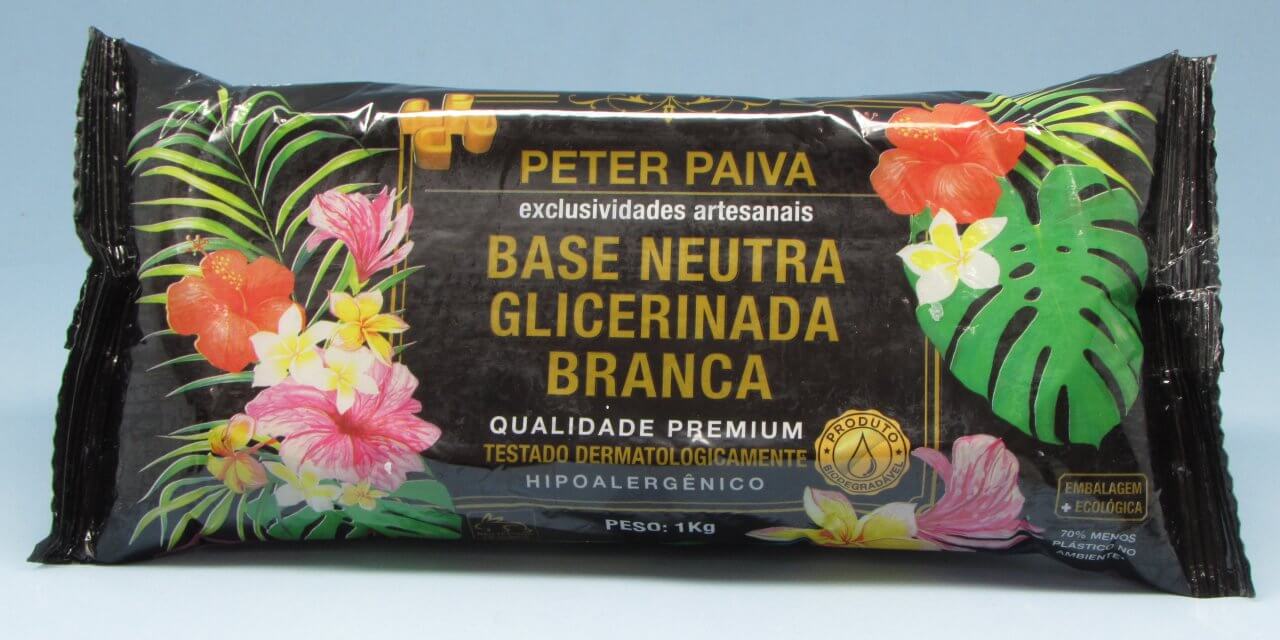 PETER PAIVA
exclusividades artesanais
BASE NEUTRA
GLICERINADA
BRANCA
QUALIDADE PREMIUM
TESTADO DERMATOLOGICAMENTE
HIPOALERGÊNICO
PESO: 1Kg
PRODUTO
BIODEGRADÁVEL
EMBALAGEM
+ ECOLÓGICA
70% MENOS
PLÁSTICO NO
AMBIENTE.